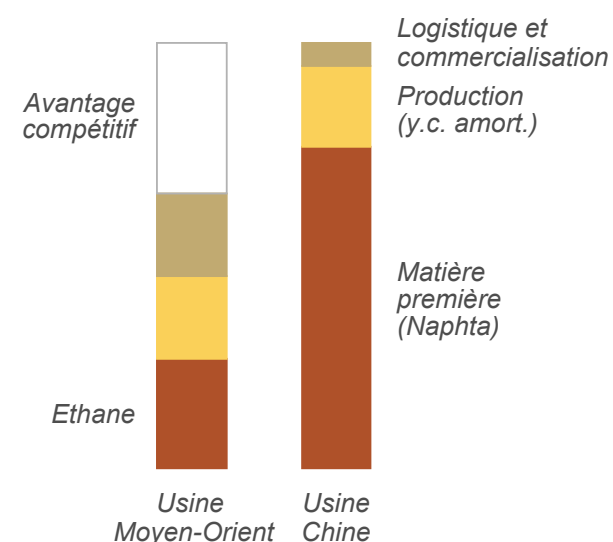 Logistique et
commercialisation
Avantage
compétitif
Production
(y.c. amort.)
Matière
première
(Naphta)
Ethane
Usine
Moyen-Orient
Usine
Chine